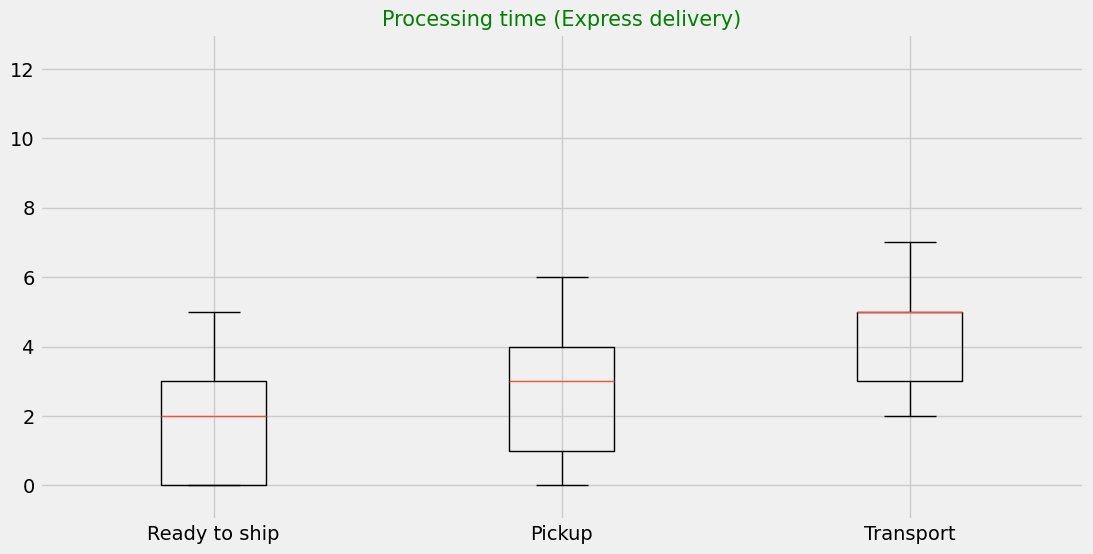 Processing time (Express delivery)
12
10
8
6
4
2
0
Ready to ship
Pickup
Transport